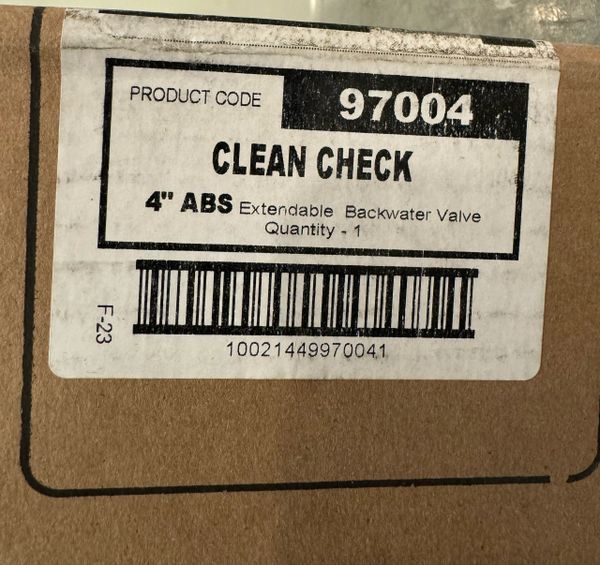 PRODUCT CODE 97004
CLEAN CHECK
4" ABS Extendable Backwater Valve
Quantity - 1
F-23
10021449970041